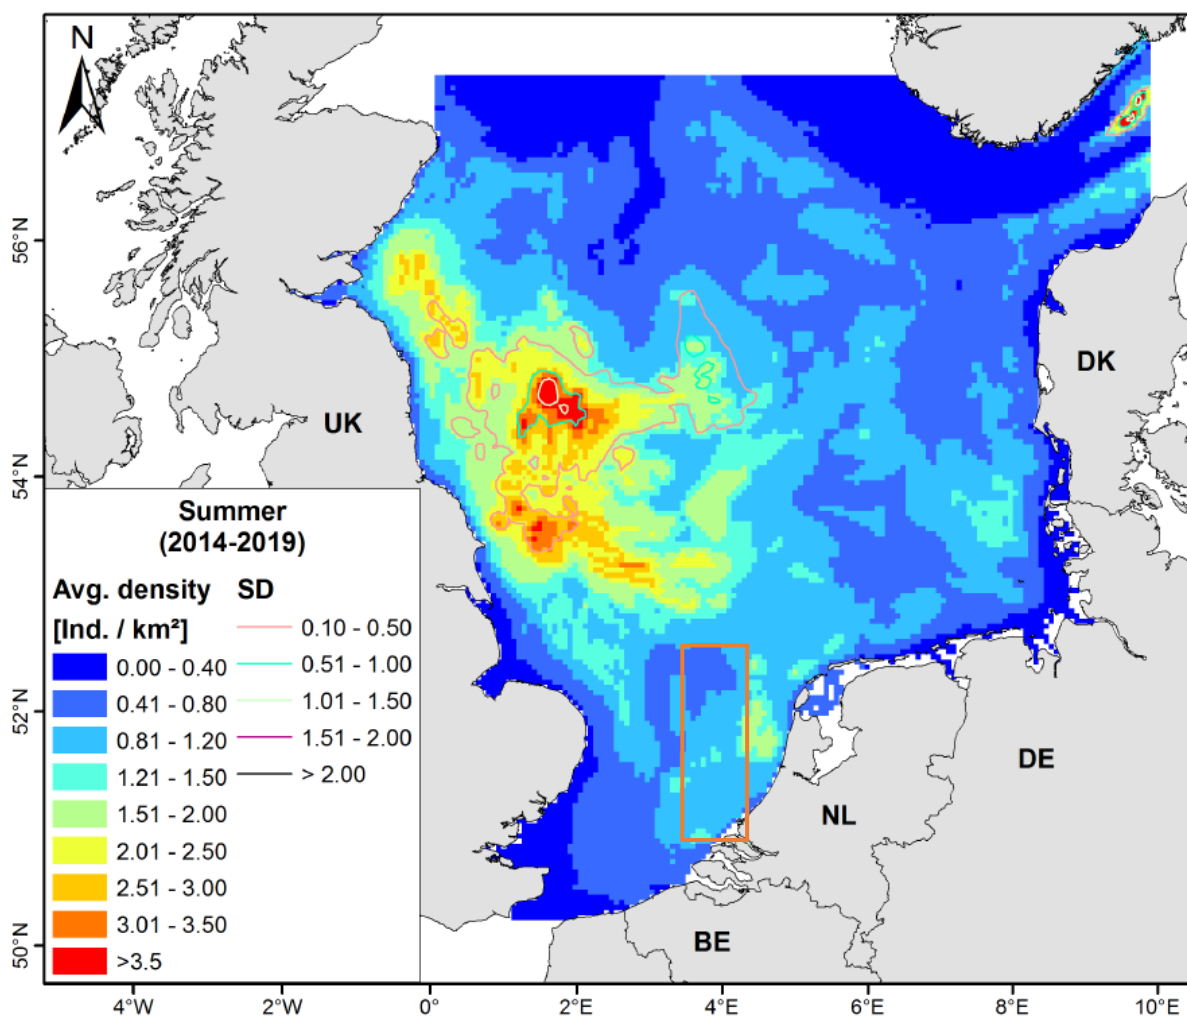 N
56°N
54°N
52°N
50°N
UK
DK
DE
NL
BE
Summer
(2014-2019)
Avg. density
[Ind. / km²]
0.00 - 0.40
0.41 - 0.80
0.81 - 1.20
1.21 - 1.50
1.51 - 2.00
2.01 - 2.50
2.51 - 3.00
3.01 - 3.50
>3.5
SD
0.10 - 0.50
0.51 - 1.00
1.01 - 1.50
1.51 - 2.00
> 2.00
4°W
2°W
0°
2°E
4°E
6°E
8°E
10°E